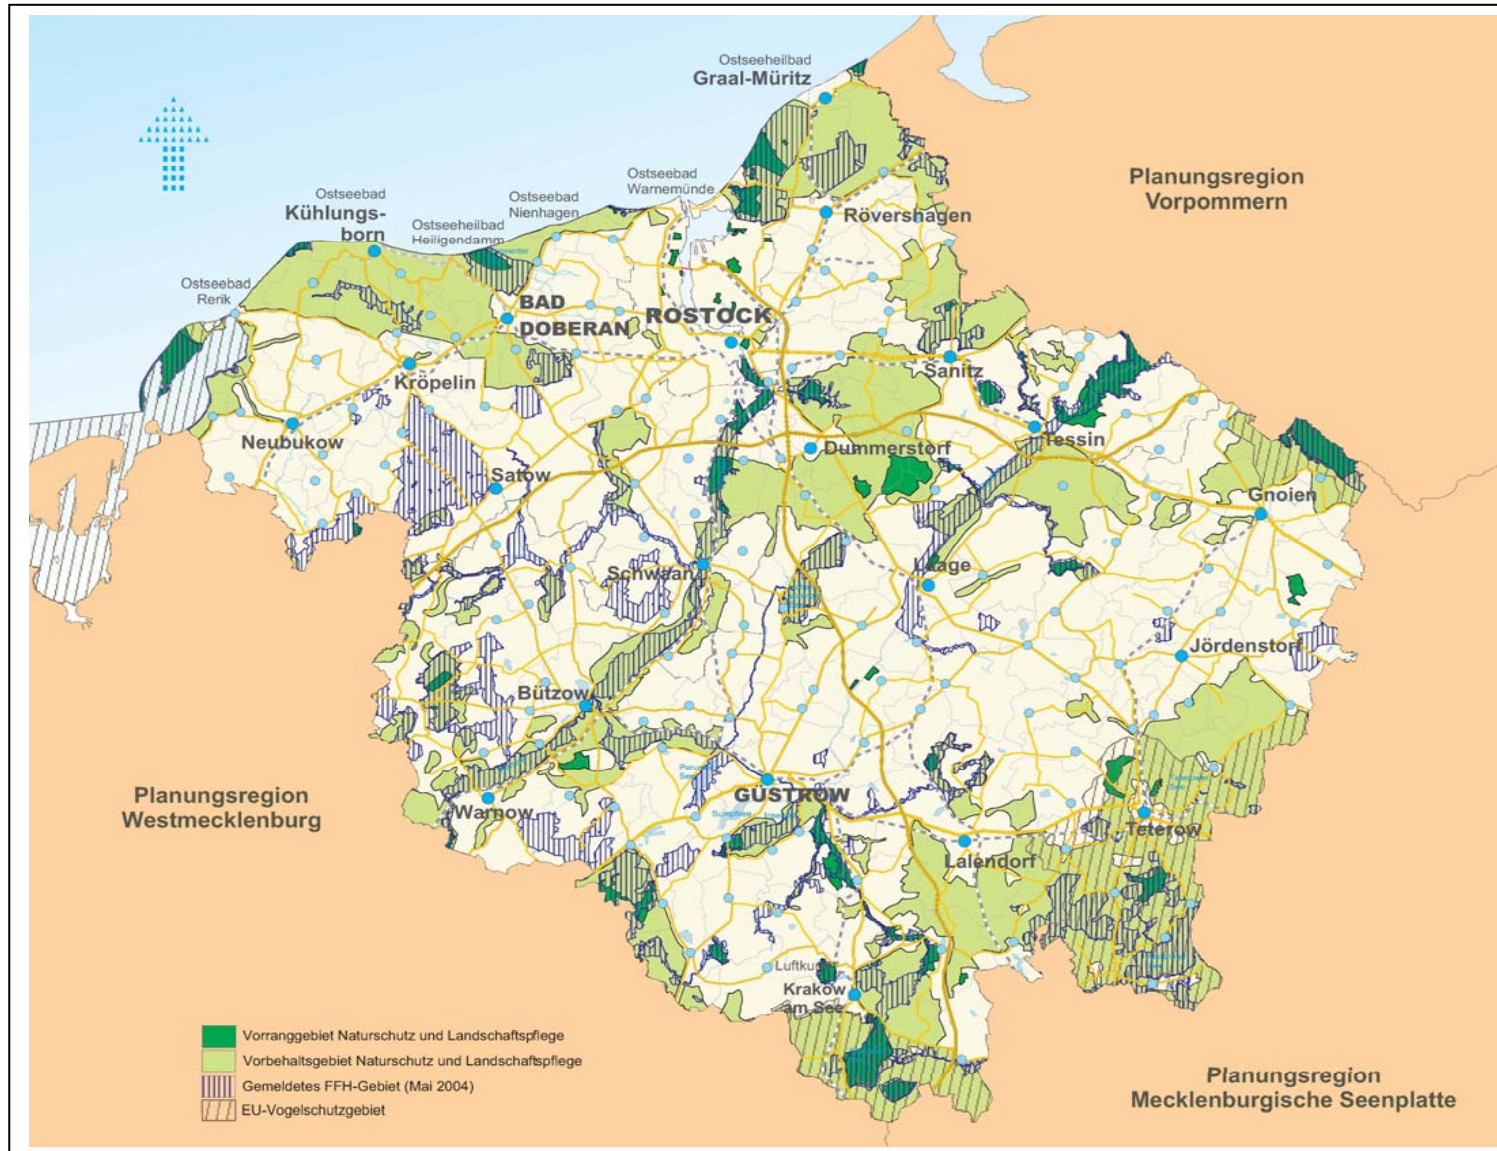 Ostseeheilbad
Graal-Müritz
Planungsregion
Vorpommern
Ostseebad
Warnemünde
Ostseebad
Nienhagen
Ostseebad
Kühlungs-
born
Ostseeheilbad
Heiligendamm
Rövershagen
Ostseebad
Rerik
BAD
DOBERAN
ROSTOCK
Sanitz
Kröpelin
Neubukow
Tessin
Dummerstorf
Satow
Gnoien
Schwaan
Laage
Jördenstorf
Bützow
Planungsregion
Westmecklenburg
GÜSTROW
Warnow
Teterow
Lalendorf
Krakow
am See
Vorranggebiet Naturschutz und Landschaftspflege
Vorbehaltsgebiet Naturschutz und Landschaftspflege
Gemeldetes FFH-Gebiet (Mai 2004)
EU-Vogelschutzgebiet
Planungsregion
Mecklenburgische Seenplatte